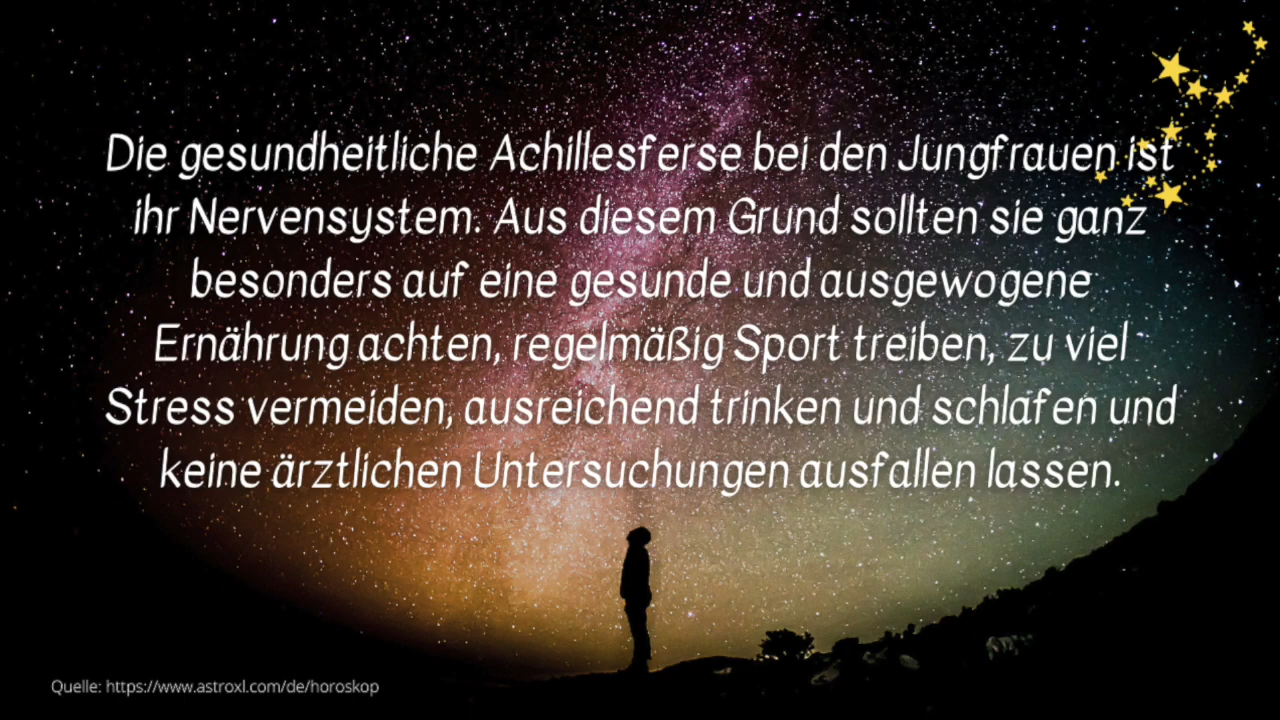 Die gesundheitliche Achillesferse bei den Jungfrauen ist
ihr Nervensystem. Aus diesem Grund sollten sie ganz
besonders auf eine gesunde und ausgewogene
Ernährung achten, regelmäßig Sport treiben, zu viel
Stress vermeiden, ausreichend trinken und schlafen und
keine ärztlichen Untersuchungen ausfallen lassen.
Quelle: https://www.astroxl.com/de/horoskop